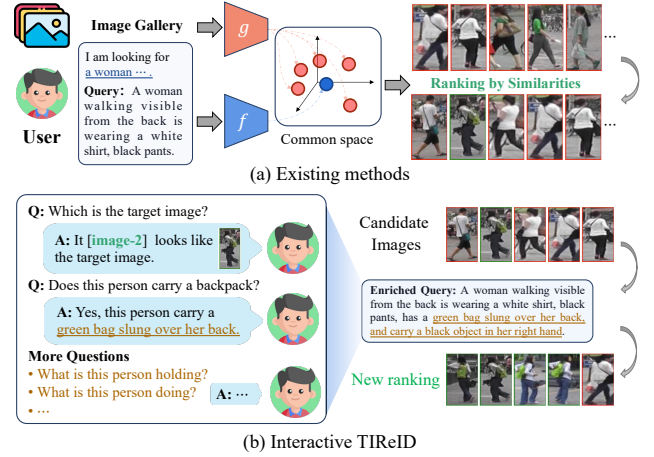 Image Gallery
g
I am looking for
a woman ··· .
Query: A woman
walking visible
from the back is
wearing a white
shirt, black pants.
User
f
Common space
...
Ranking by Similarities
...
(a) Existing methods
Q: Which is the target image?
A: It [image-2] looks like
the target image.
Q: Does this person carry a backpack?
A: Yes, this person carry a
green bag slung over her back.
More Questions
• What is this person holding?
• What is this person doing?
• ···
A: ···
Candidate
Images
Enriched Query: A woman walking visible
from the back is wearing a white shirt, black
pants, has a green bag slung over her back,
and carry a black object in her right hand.
New ranking
(b) Interactive TIReID